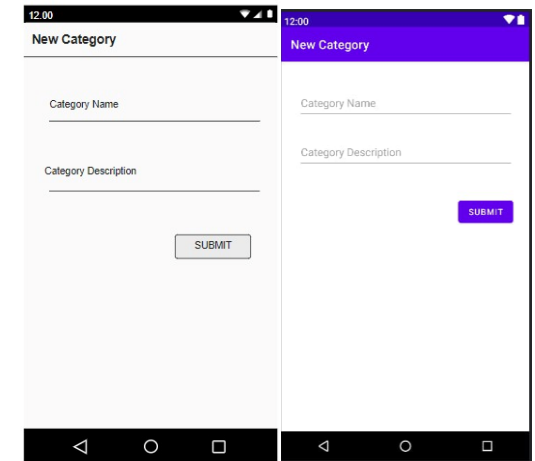 12.00
New Category
Category Name
Category Description
SUBMIT
12:00
New Category
Category Name
Category Description
SUBMIT